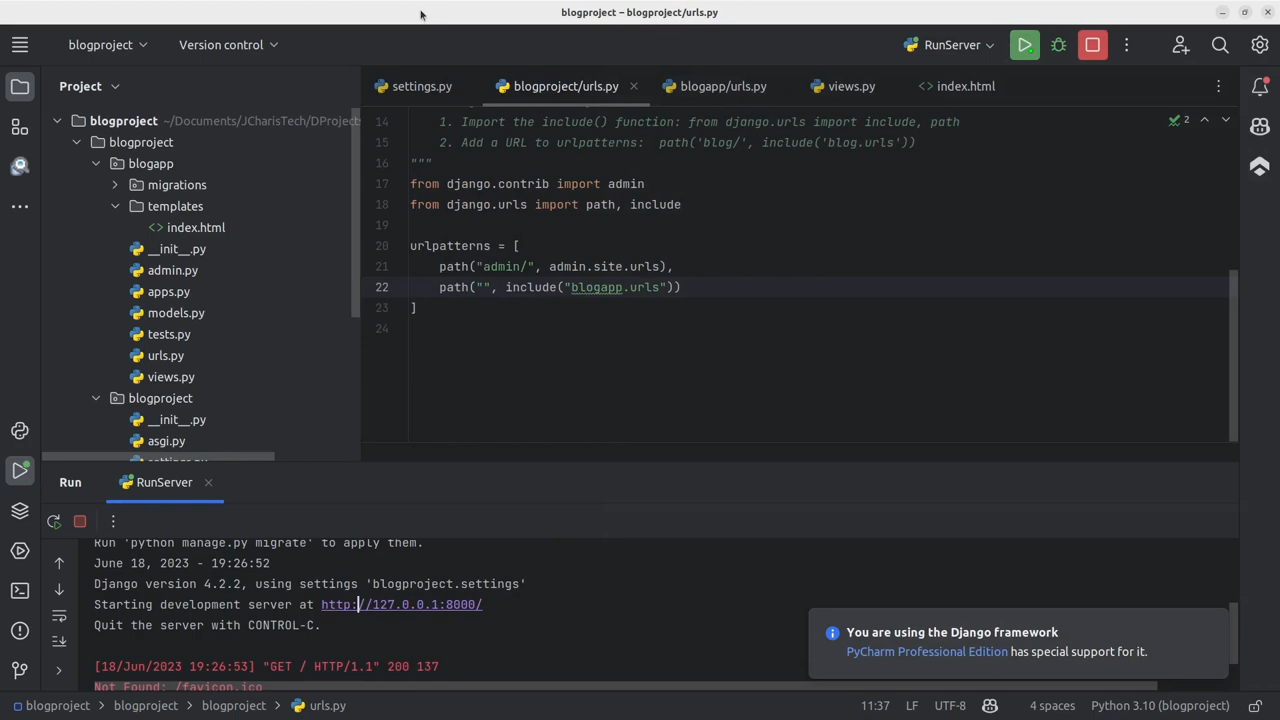 blogproject – blogproject/urls.py
blogproject
Version control
RunServer
Project
settings.py
blogproject/urls.py
blogapp/urls.py
views.py
index.html
blogproject ~/Documents/JCharisTech/DProjects
blogproject
blogapp
migrations
templates
index.html
__init__.py
admin.py
apps.py
models.py
tests.py
urls.py
views.py
blogproject
__init__.py
asgi.py
settings.py
14 1. Import the include() function: from django.urls import include, path
15 2. Add a URL to urlpatterns:  path('blog/', include('blog.urls'))
16 """
17 from django.contrib import admin
18 from django.urls import path, include
19
20 urlpatterns = [
21 path("admin/", admin.site.urls),
22 path("", include("blogapp.urls"))
23 ]
24
2
Run
RunServer
Run 'python manage.py migrate' to apply them.
June 18, 2023 - 19:26:52
Django version 4.2.2, using settings 'blogproject.settings'
Starting development server at http://127.0.0.1:8000/
Quit the server with CONTROL-C.
[18/Jun/2023 19:26:53] "GET / HTTP/1.1" 200 137
Not Found: /favicon.ico
You are using the Django framework
PyCharm Professional Edition has special support for it.
blogproject
blogproject
blogproject
urls.py
11:37
LF
UTF-8
4 spaces
Python 3.10 (blogproject)